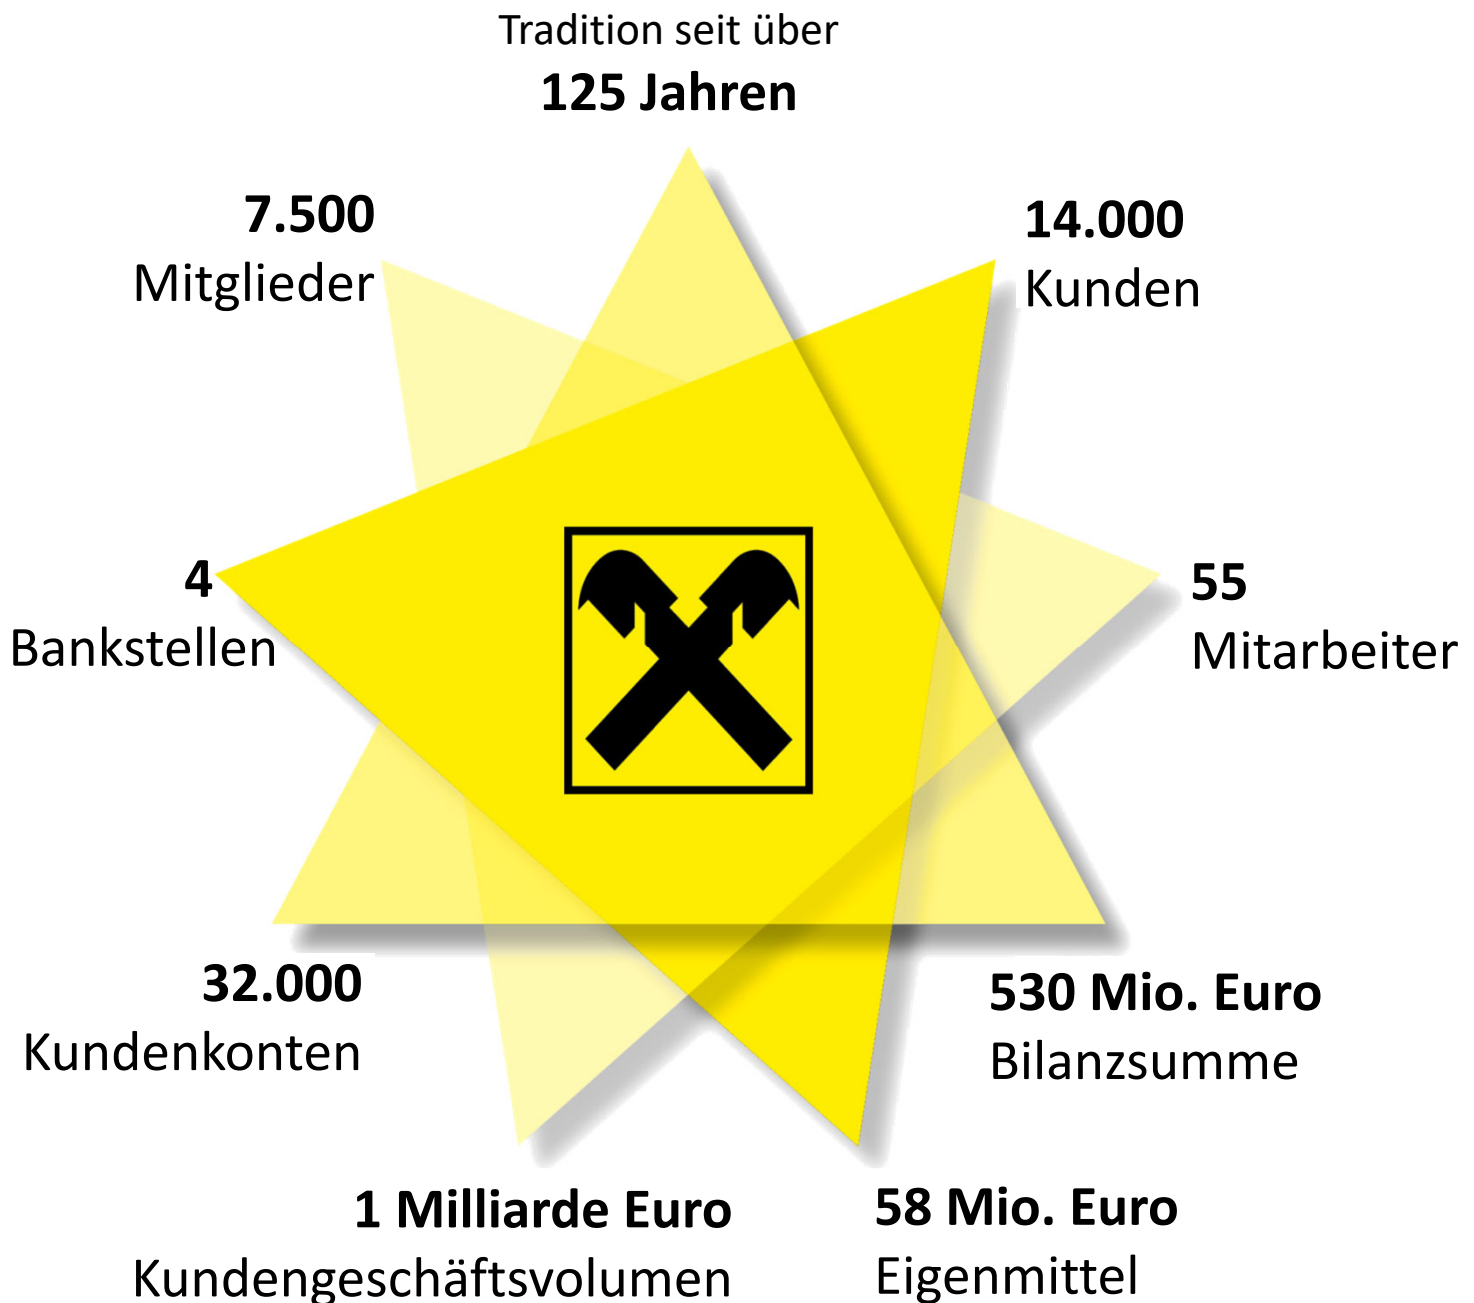 Tradition seit über
125 Jahren
7.500
Mitglieder
14.000
Kunden
4
Bankstellen
55
Mitarbeiter
32.000
Kundenkonten
530 Mio. Euro
Bilanzsumme
1 Milliarde Euro
Kundengeschäftsvolumen
58 Mio. Euro
Eigenmittel